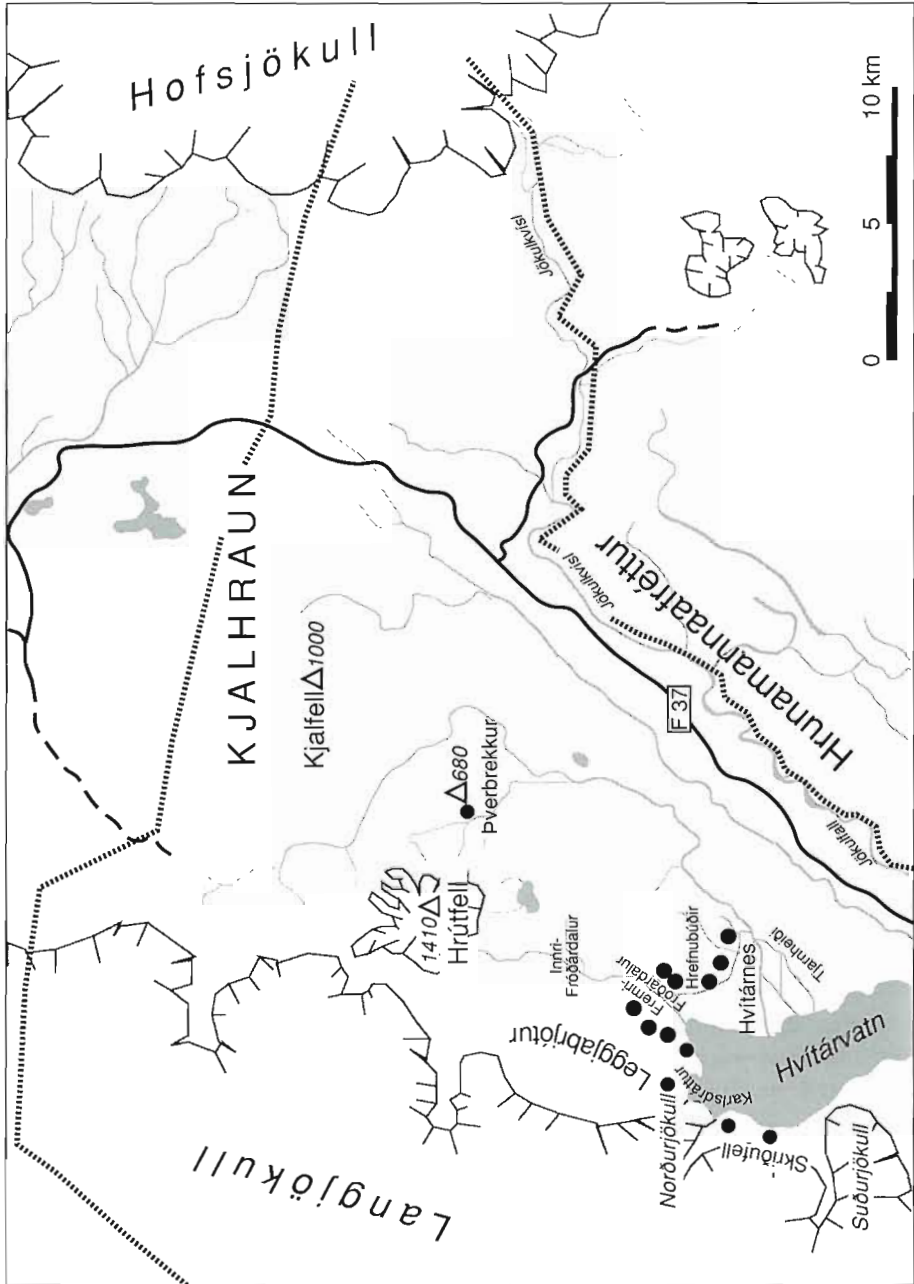 Hofsjökull
Langjökull
KJALHRAUN
Kjalfell △1000
Jökulkvísl
△680
Þverbrekkur
1410△
Hrútfell
Jökulkvísl
Hrunamannaafréttur
F 37
Innri-
Fróðárdalur
Leggjabrjótur
Fremri-
Fróðárdalur
Hrefnubúðir
Jökulfall
Norðurjökull
Karlsdráttur
Hvítárnes
Tjarnheiði
Skriðufell
Hvítárvatn
Suðurjökull
0 5 10 km